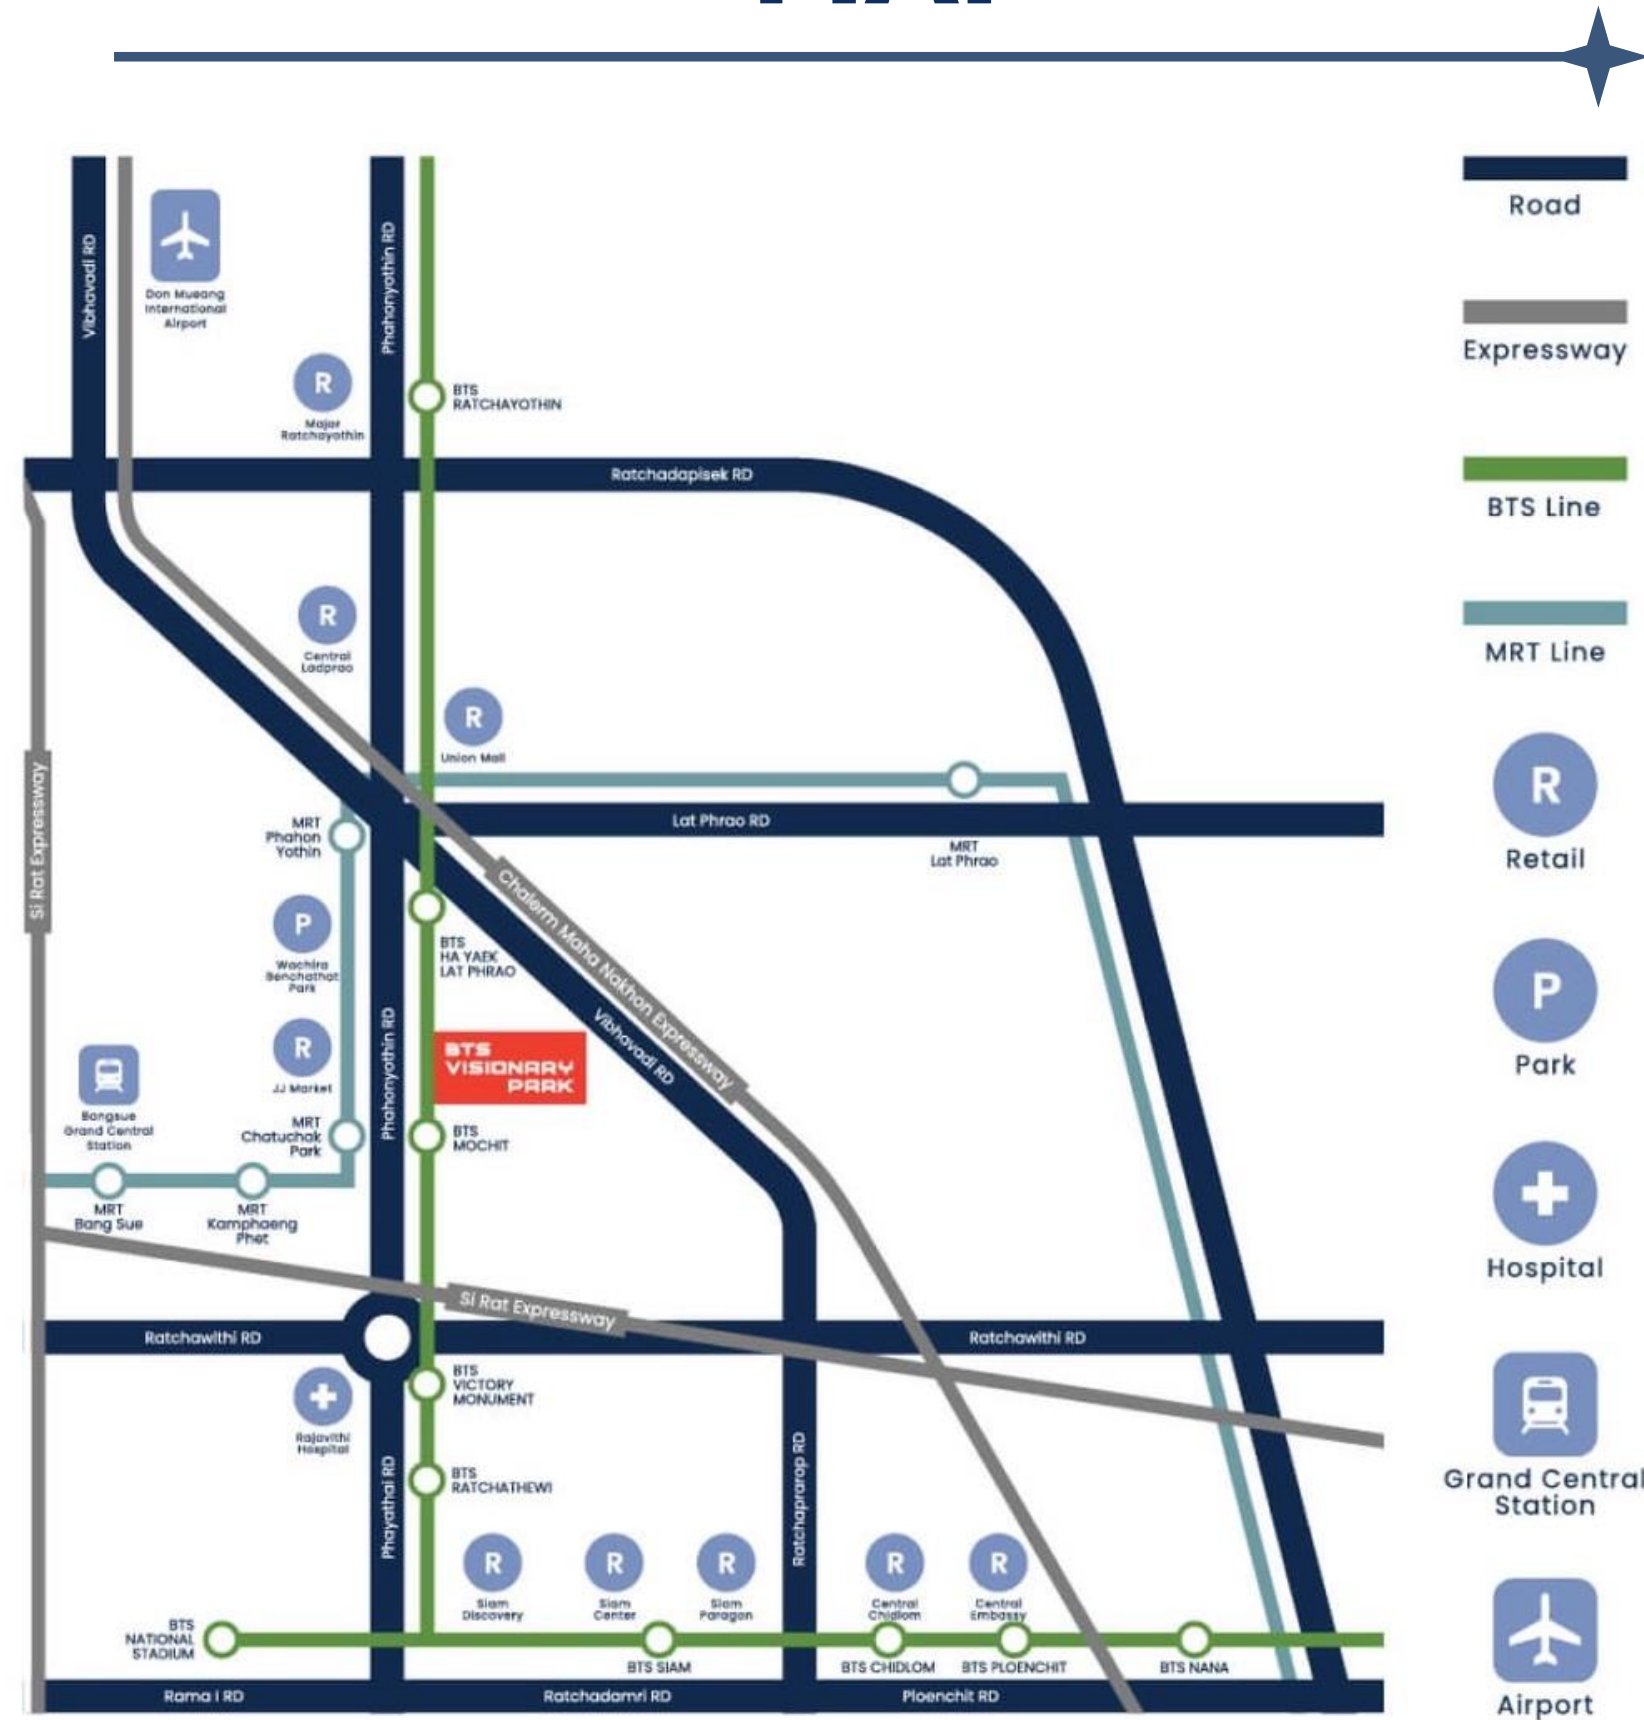 Vibhavadi RD
Don Mueang
International
Airport
Phahonyothin RD
R
Major
Ratchayothin
BTS
RATCHAYOTHIN
Ratchadapisek RD
R
Central
Ladprao
R
Union Mall
Si Rat Expressway
MRT
Phahon
Yothin
Lat Phrao RD
MRT
Lat Phrao
P
Wachira
Benchathat
Park
BTS
HA YAEK
LAT PHRAO
Chalerm Maha Nakhon Expressway
Vibhavadi RD
R
JJ Market
Phahonyothin RD
BTS
VISIONARY
PARK
Bangsue
Grand Central
Station
MRT
Chatuchak
Park
BTS
MOCHIT
MRT
Bang Sue
MRT
Kamphaeng
Phet
Si Rat Expressway
Ratchawithi RD
Ratchawithi RD
Rajavithi
Hospital
BTS
VICTORY
MONUMENT
Phayathai RD
BTS
RATCHATHEWI
Ratchaprarop RD
R
Siam
Discovery
R
Siam
Center
R
Siam
Paragon
R
Central
Chidlom
R
Central
Embassy
BTS
NATIONAL
STADIUM
BTS SIAM
BTS CHIDLOM
BTS PLOENCHIT
BTS NANA
Rama I RD
Ratchadamri RD
Ploenchit RD
Road
Expressway
BTS Line
MRT Line
R
Retail
P
Park
Hospital
Grand Central
Station
Airport